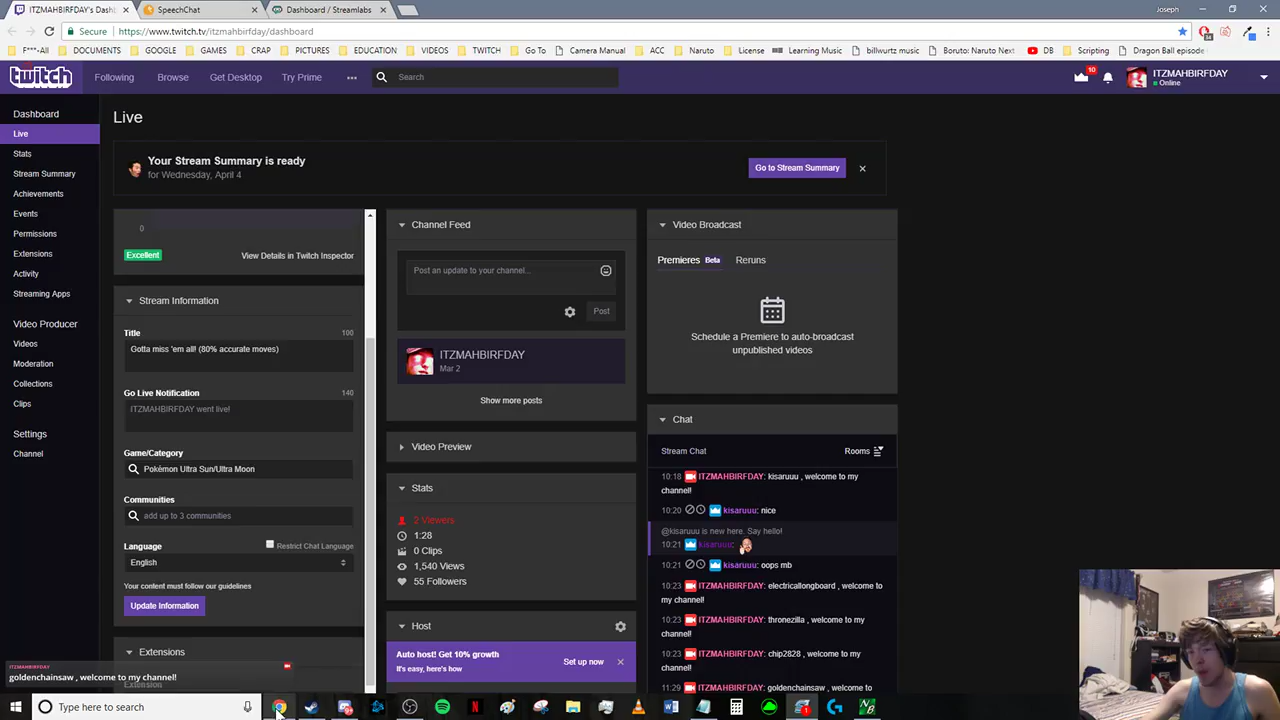 ITZMAHBIRFDAY's Dash
SpeechChat
Dashboard / Streamlabs
Joseph
Secure
https://www.twitch.tv/itzmahbirfday/dashboard
F***-All
DOCUMENTS
GOOGLE
GAMES
CRAP
PICTURES
EDUCATION
VIDEOS
TWITCH
Go To
Camera Manual
ACC
Naruto
License
Learning Music
billwurtz music
Boruto: Naruto Next
DB
Scripting
Dragon Ball episode
twitch
Following
Browse
Get Desktop
Try Prime
Search
10
ITZMAHBIRFDAY
Online
Dashboard
Live
Stats
Stream Summary
Achievements
Events
Permissions
Extensions
Activity
Streaming Apps
Video Producer
Videos
Moderation
Collections
Clips
Settings
Channel
Live
Your Stream Summary is ready
for Wednesday, April 4
Go to Stream Summary
0
Excellent
View Details in Twitch Inspector
Stream Information
Title
100
Gotta miss 'em all! (80% accurate moves)
Go Live Notification
140
ITZMAHBIRFDAY went live!
Game/Category
Pokémon Ultra Sun/Ultra Moon
Communities
add up to 3 communities
Language
Restrict Chat Language
English
Your content must follow our guidelines
Update Information
Extensions
Extension
ITZMAHBIRFDAY
goldenchainsaw , welcome to my channel!
Channel Feed
Post an update to your channel...
Post
ITZMAHBIRFDAY
Mar 2
Show more posts
Video Preview
Stats
2 Viewers
1:28
0 Clips
1,540 Views
55 Followers
Host
Auto host! Get 10% growth
It's easy, here's how
Set up now
Video Broadcast
Premieres
Beta
Reruns
Schedule a Premiere to auto-broadcast
unpublished videos
Chat
Stream Chat
Rooms
10:18 ITZMAHBIRFDAY: kisaruuu , welcome to my
channel!
10:20 kisaruuu: nice
@kisaruuu is new here. Say hello!
10:21 kisaruuu:
10:21 kisaruuu: oops mb
10:23 ITZMAHBIRFDAY: electricallongboard , welcome to
my channel!
10:23 ITZMAHBIRFDAY: thronezilla , welcome to my
channel!
10:23 ITZMAHBIRFDAY: chip2828 , welcome to my
channel!
11:29 ITZMAHBIRFDAY: goldenchainsaw , welcome to
Type here to search